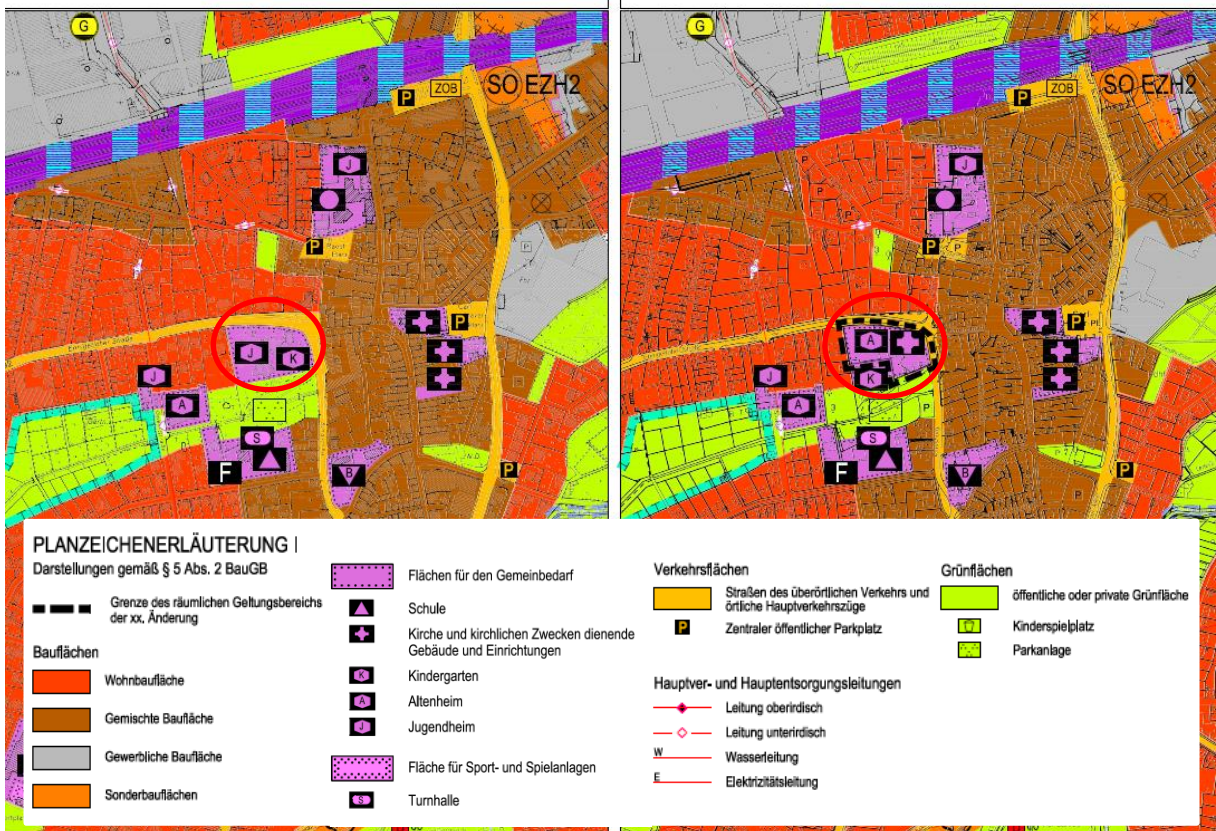 G
P
ZOB
SO EZH2
J
P
P
P
J
K
J
A
S
F
B
P
G
P
ZOB
SO EZH2
J
P
P
P
P
P
A
K
J
A
P
S
F
B
P
P
PLANZEICHENERLÄUTERUNG I
Darstellungen gemäß § 5 Abs. 2 BauGB
Grenze des räumlichen Geltungsbereichs
der xx. Änderung
Bauflächen
Wohnbaufläche
Gemischte Baufläche
Gewerbliche Baufläche
Sonderbauflächen
Flächen für den Gemeinbedarf
Schule
Kirche und kirchlichen Zwecken dienende
Gebäude und Einrichtungen
K Kindergarten
A Altenheim
J Jugendheim
Fläche für Sport- und Spielanlagen
S Turnhalle
Verkehrsflächen
Straßen des überörtlichen Verkehrs und
örtliche Hauptverkehrszüge
P Zentraler öffentlicher Parkplatz
Hauptver- und Hauptentsorgungsleitungen
Leitung oberirdisch
Leitung unterirdisch
W Wasserleitung
E Elektrizitätsleitung
Grünflächen
öffentliche oder private Grünfläche
Kinderspielplatz
Parkanlage